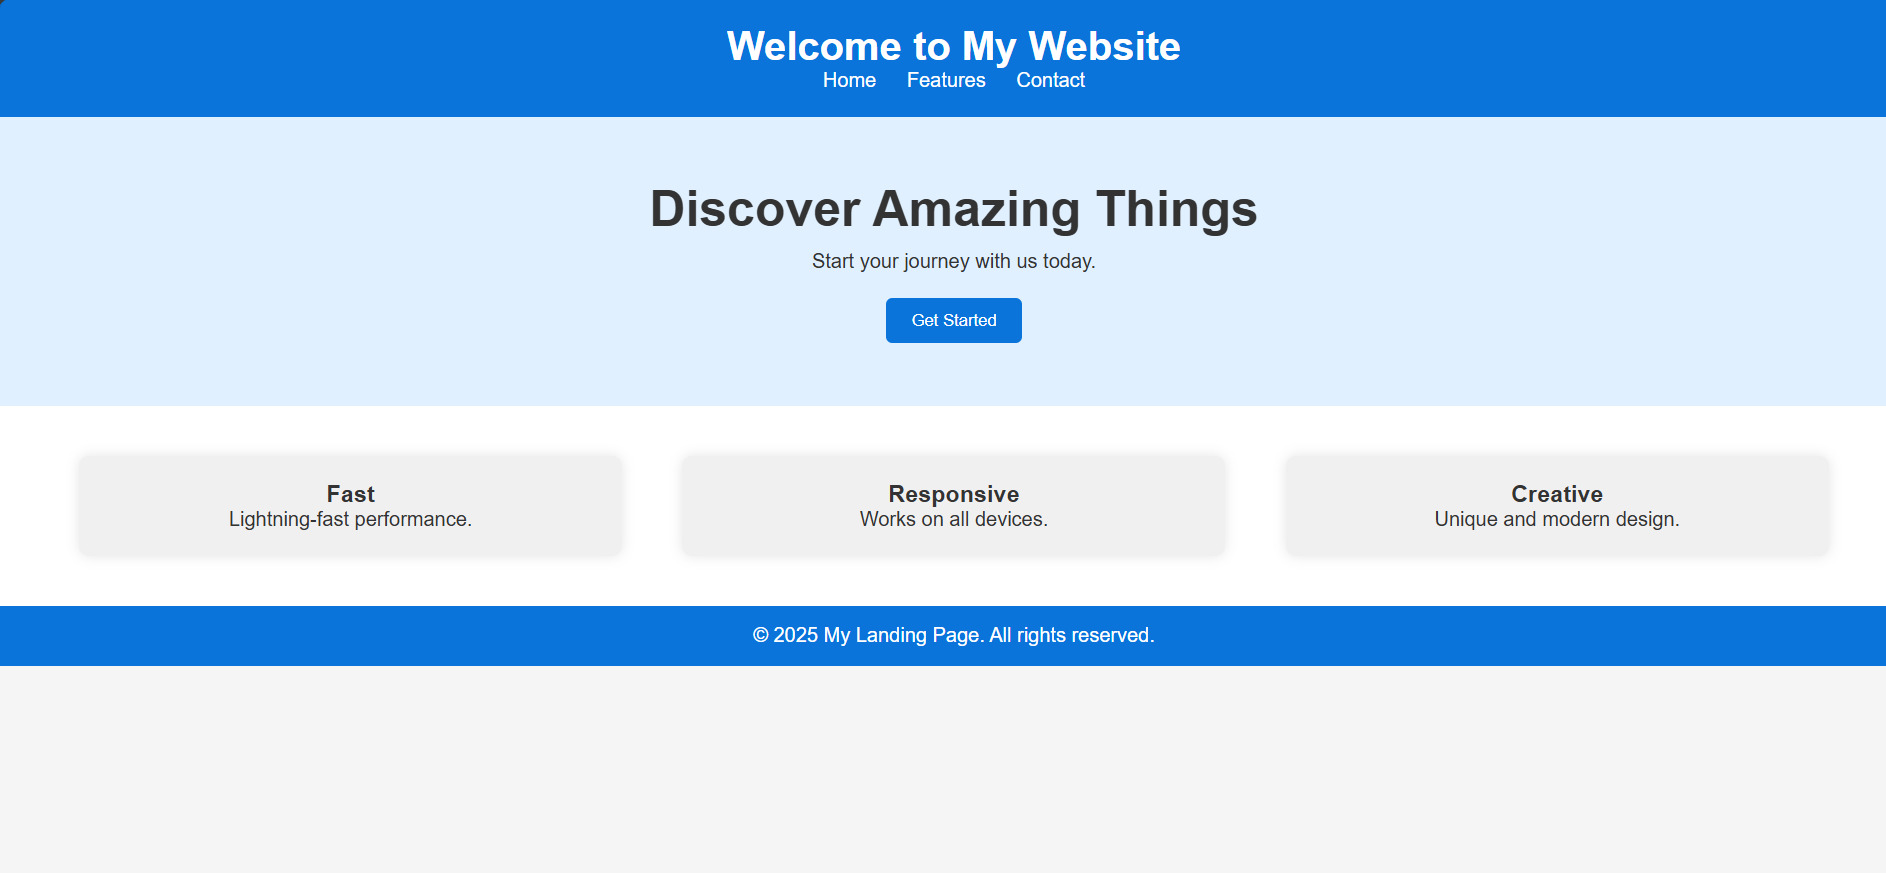 Welcome to My Website
Home Features Contact
Discover Amazing Things
Start your journey with us today.
Get Started
Fast
Lightning-fast performance.
Responsive
Works on all devices.
Creative
Unique and modern design.
© 2025 My Landing Page. All rights reserved.